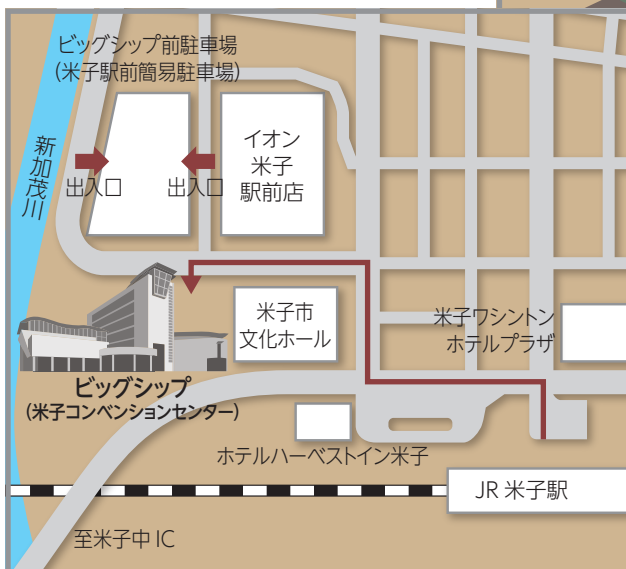 ビッグシップ前駐車場
(米子駅前簡易駐車場)
新加茂川
出入口
出入口
イオン
米子
駅前店
米子市
文化ホール
米子ワシントン
ホテルプラザ
ビッグシップ
(米子コンベンションセンター)
ホテルハーベストイン米子
JR 米子駅
至米子中 IC